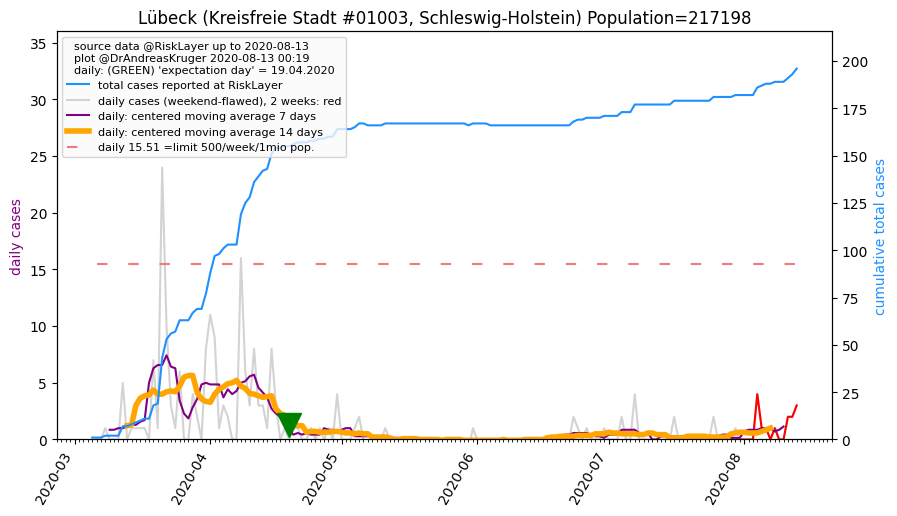 Lübeck (Kreisfreie Stadt #01003, Schleswig-Holstein) Population=217198
source data @RiskLayer up to 2020-08-13
plot @DrAndreasKruger 2020-08-13 00:19
daily: (GREEN) 'expectation day' = 19.04.2020
total cases reported at RiskLayer
daily cases (weekend-flawed), 2 weeks: red
daily: centered moving average 7 days
daily: centered moving average 14 days
daily 15.51 =limit 500/week/1mio pop.
daily cases
35
30
25
20
15
10
5
0
cumulative total cases
200
175
150
125
100
75
50
25
0
2020-03
2020-04
2020-05
2020-06
2020-07
2020-08